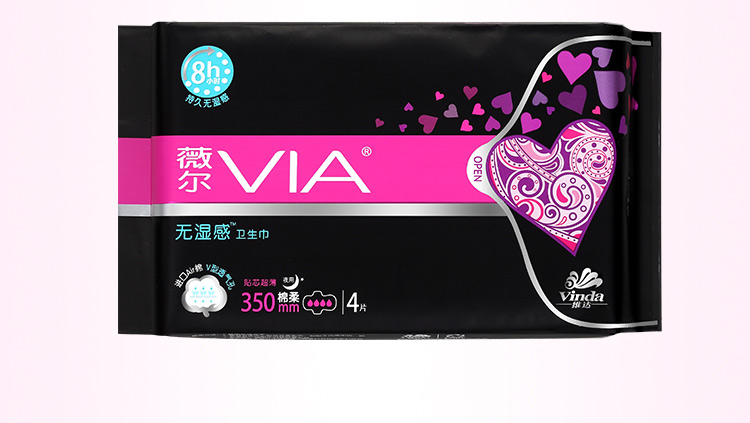 8h
小时
持久无湿感
薇尔 VIA®
OPEN
无湿感™ 卫生巾
进口Air棉 V型透气孔
贴芯超薄 夜用
350mm 棉柔 4片
Vinda
维达